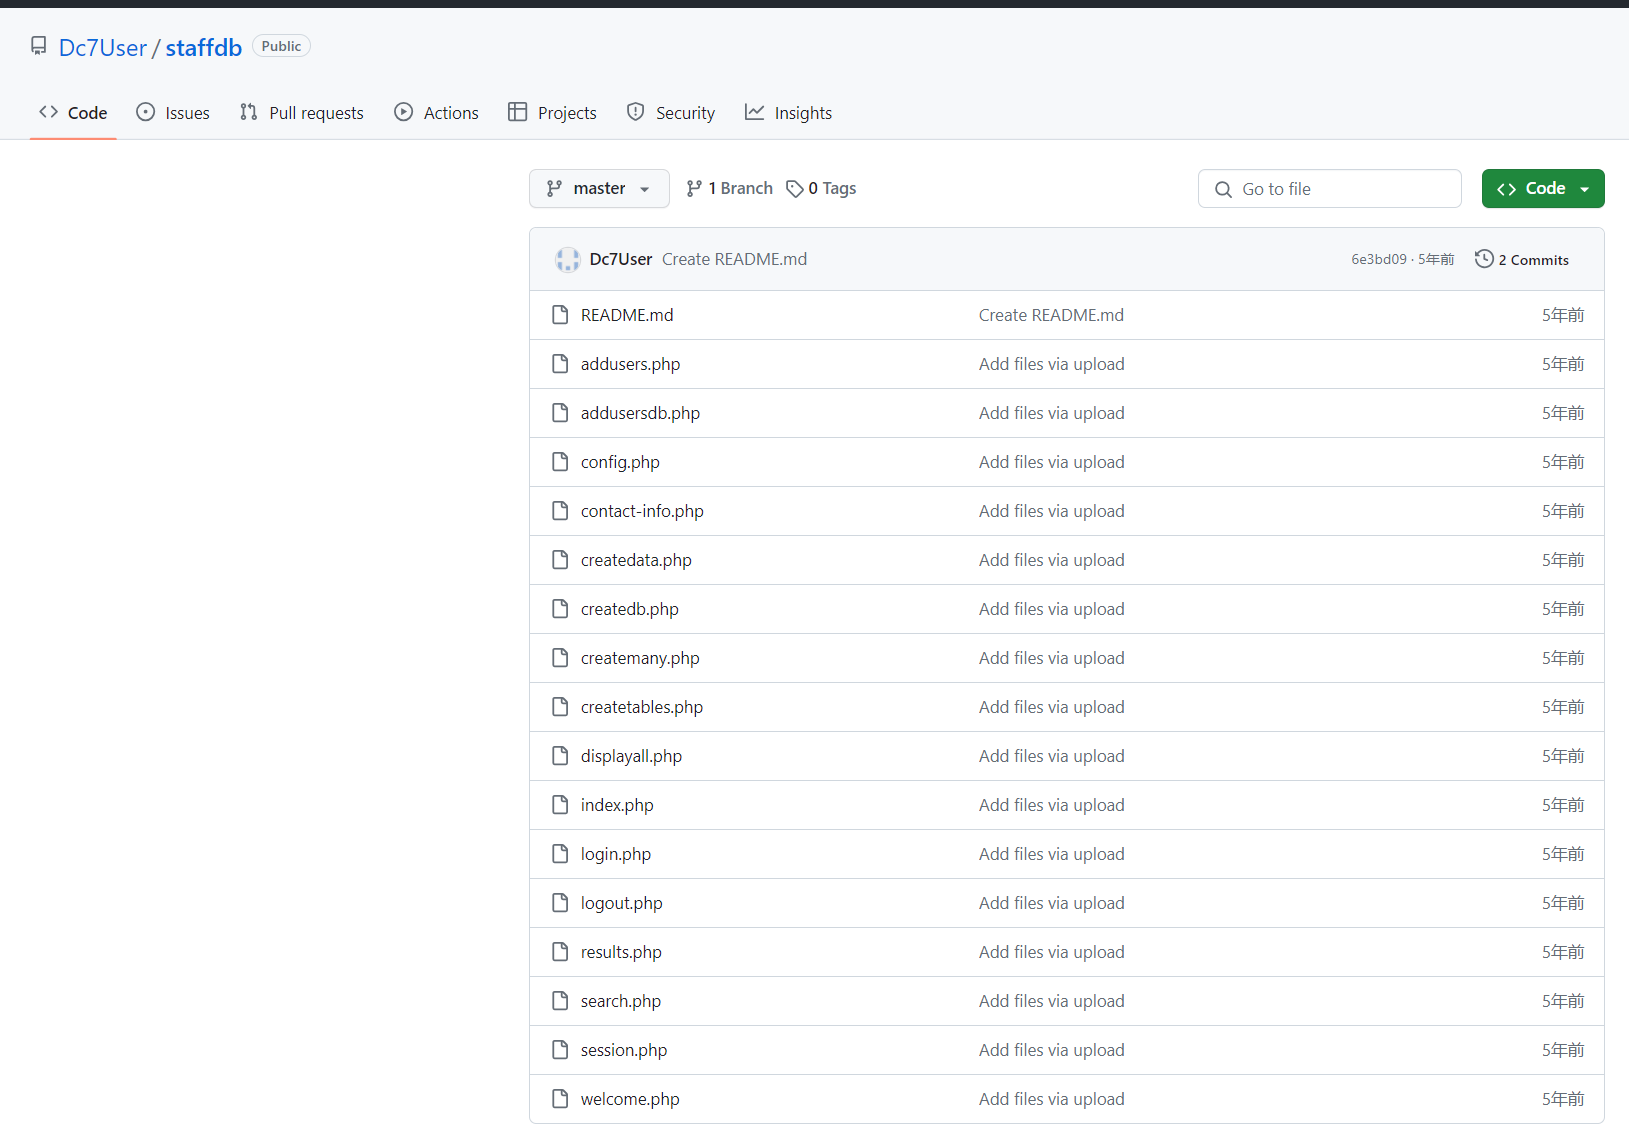 Dc7User / staffdb Public
Code Issues Pull requests Actions Projects Security Insights
master 1 Branch 0 Tags Go to file Code
Dc7User Create README.md 6e3bd09 · 5年前 2 Commits
README.md Create README.md 5年前
addusers.php Add files via upload 5年前
addusersdb.php Add files via upload 5年前
config.php Add files via upload 5年前
contact-info.php Add files via upload 5年前
createdata.php Add files via upload 5年前
createdb.php Add files via upload 5年前
createmany.php Add files via upload 5年前
createtables.php Add files via upload 5年前
displayall.php Add files via upload 5年前
index.php Add files via upload 5年前
login.php Add files via upload 5年前
logout.php Add files via upload 5年前
results.php Add files via upload 5年前
search.php Add files via upload 5年前
session.php Add files via upload 5年前
welcome.php Add files via upload 5年前